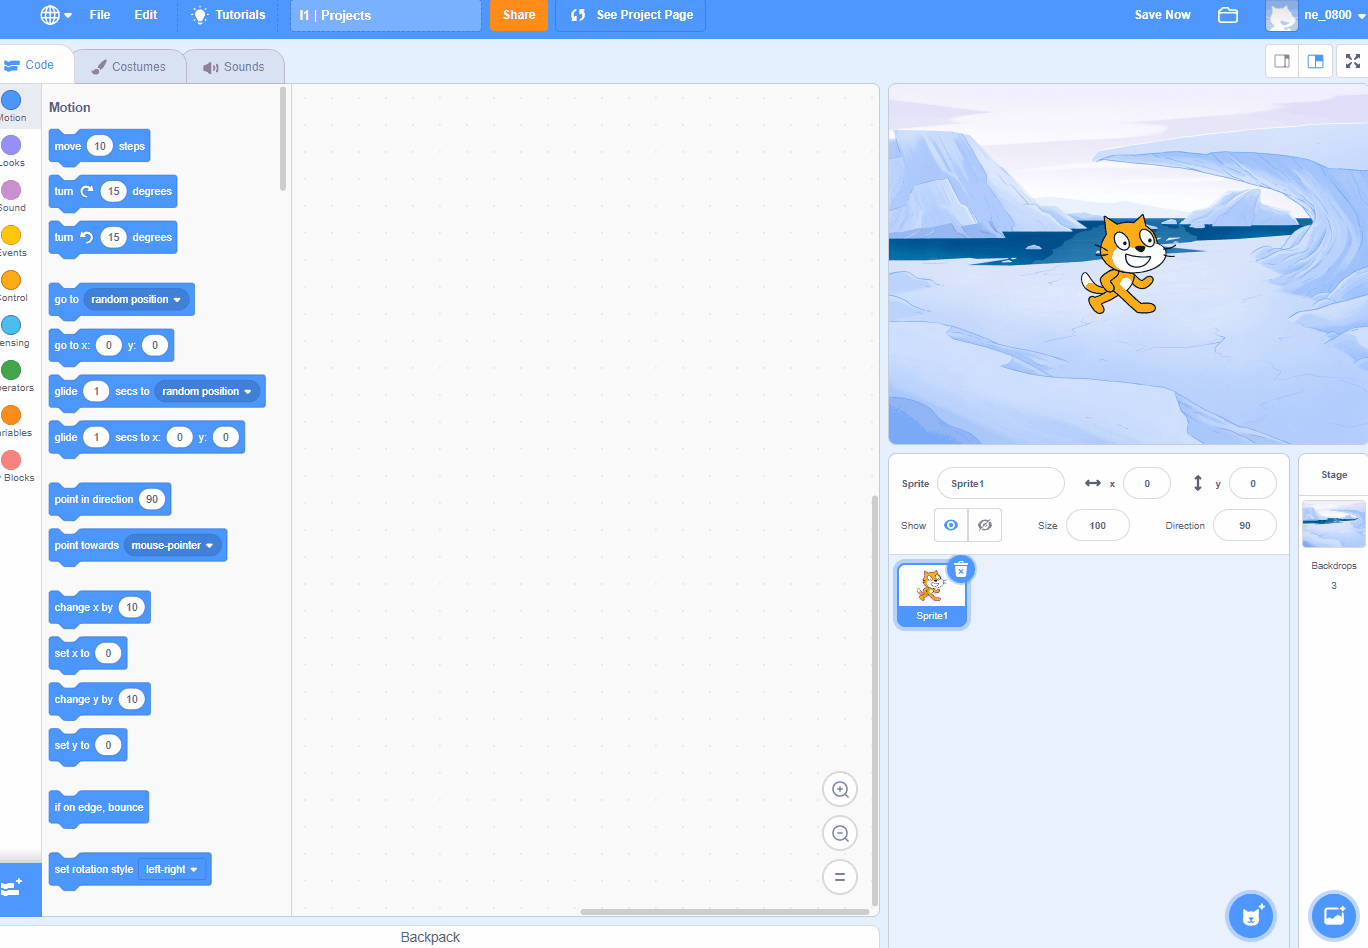 File Edit Tutorials I1 | Projects Share See Project Page Save Now ne_0800
Code Costumes Sounds
Motion
Looks
Sound
Events
Control
Sensing
Operators
Variables
Blocks
Motion
move 10 steps
turn 15 degrees
turn 15 degrees
go to random position
go to x: 0 y: 0
glide 1 secs to random position
glide 1 secs to x: 0 y: 0
point in direction 90
point towards mouse-pointer
change x by 10
set x to 0
change y by 10
set y to 0
if on edge, bounce
set rotation style left-right
Sprite Sprite1 x 0 y 0
Show Size 100 Direction 90
Sprite1
Stage
Backdrops
3
Backpack